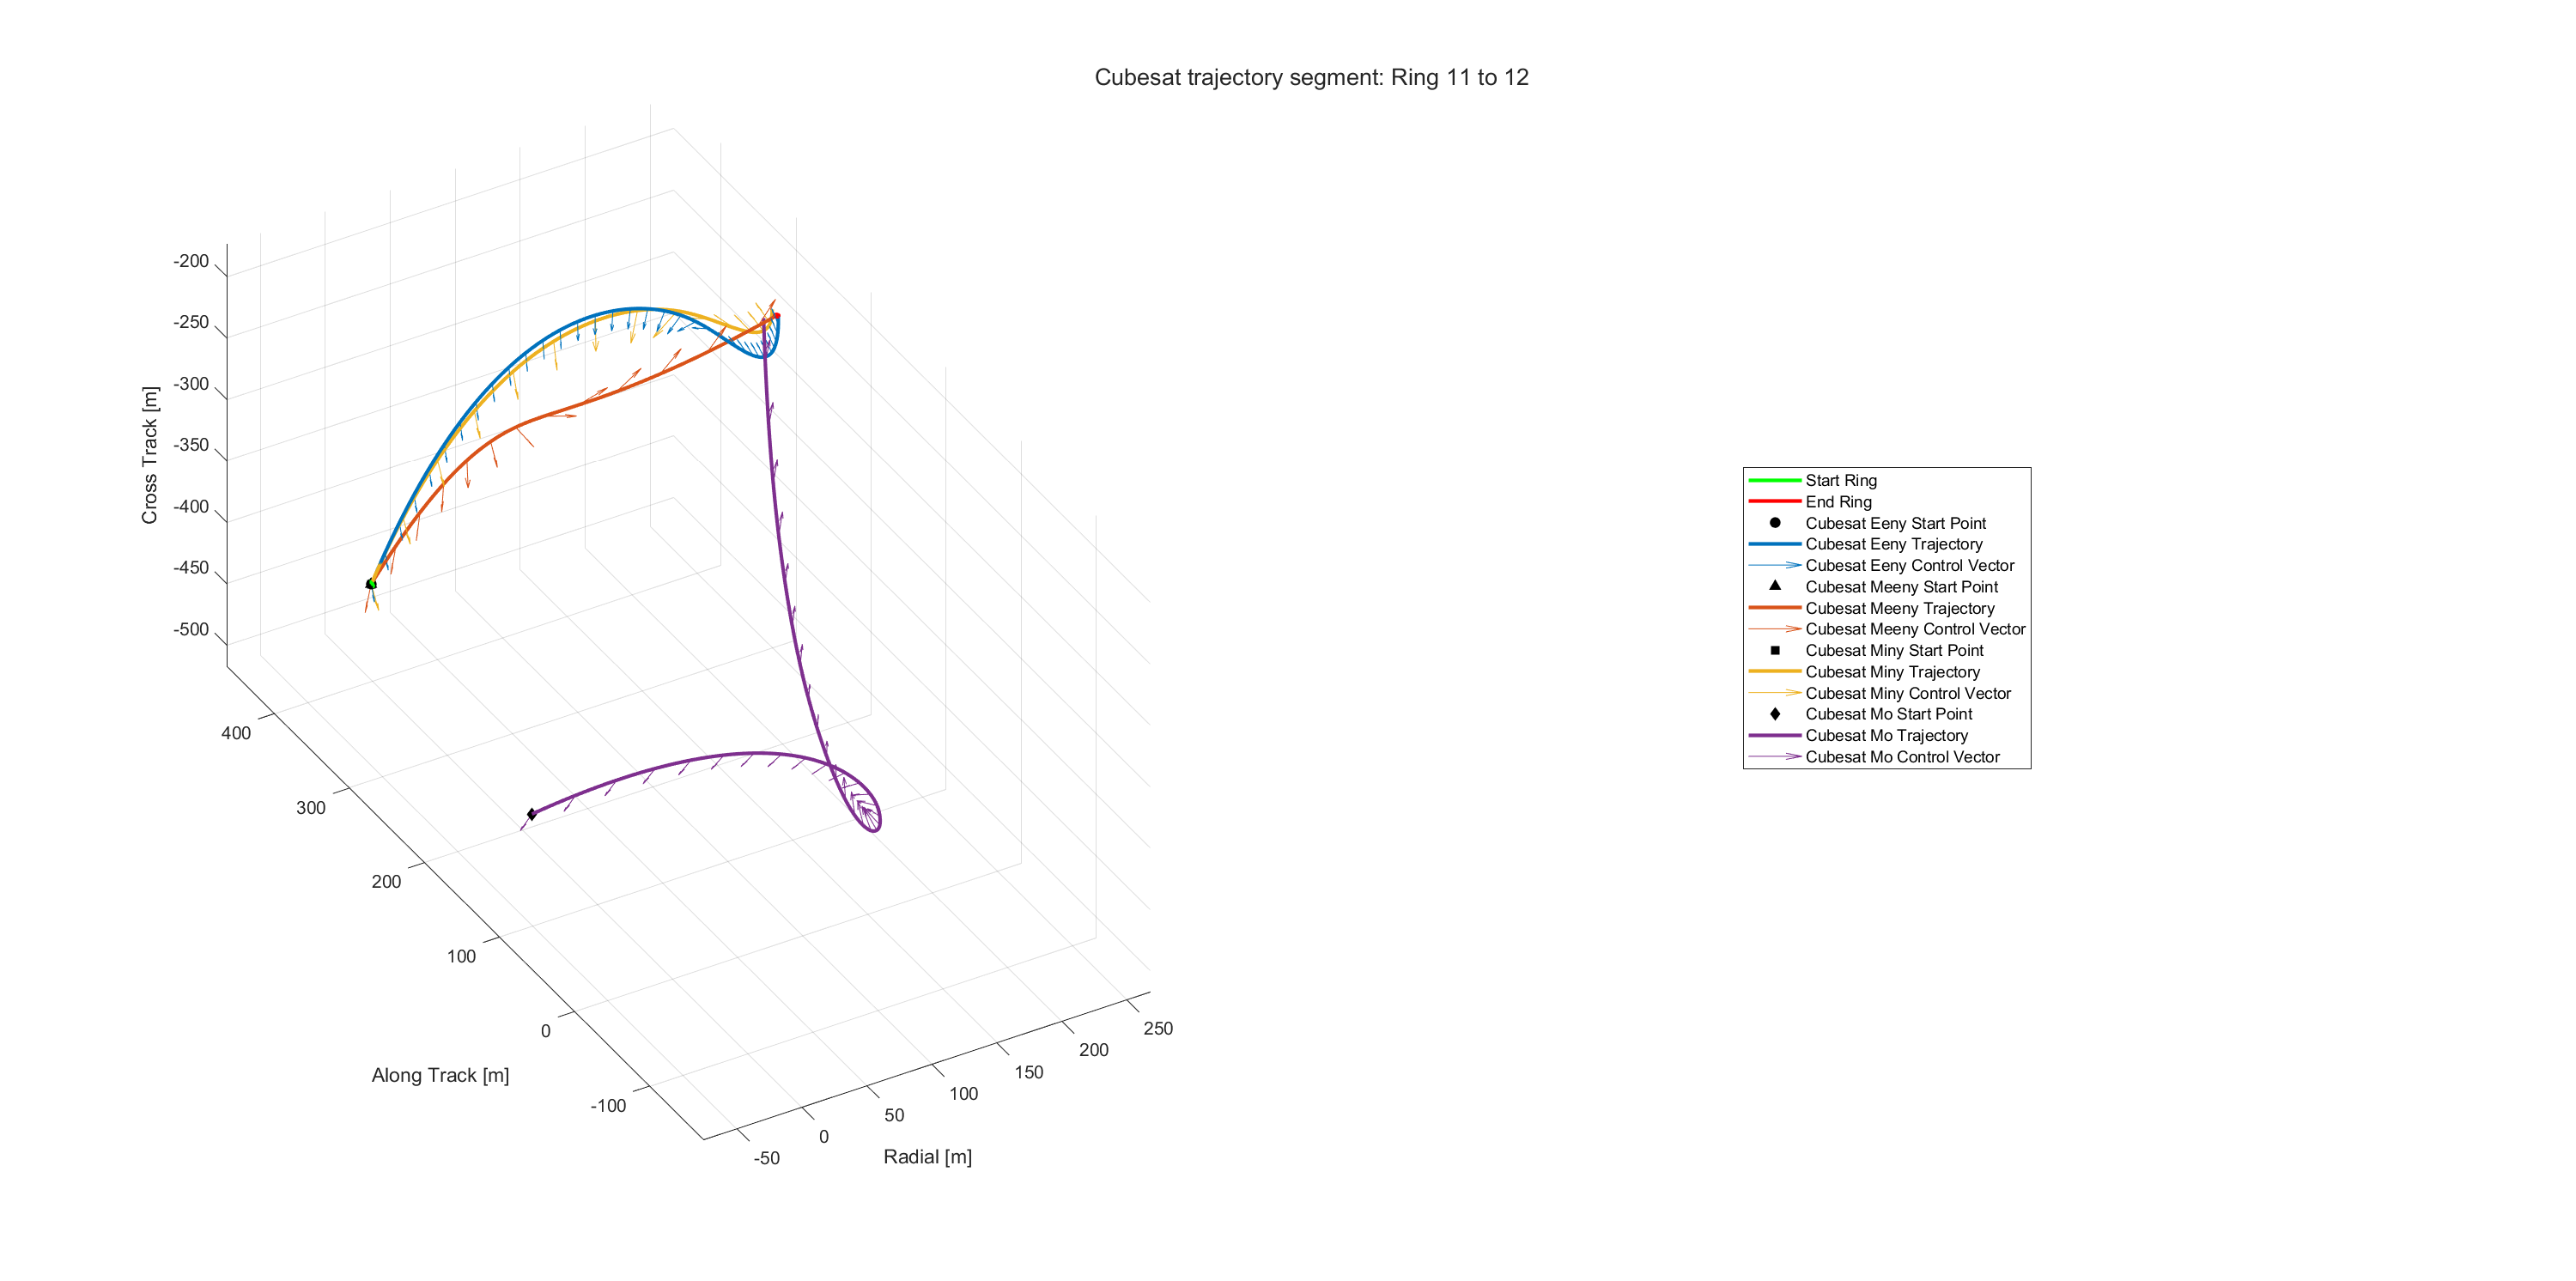 Cubesat trajectory segment: Ring 11 to 12
-200
-250
-300
-350
-400
-450
-500
Cross Track [m]
400
300
200
100
0
-100
Along Track [m]
-50
0
50
100
150
200
250
Radial [m]
Start Ring
End Ring
Cubesat Eeny Start Point
Cubesat Eeny Trajectory
Cubesat Eeny Control Vector
Cubesat Meeny Start Point
Cubesat Meeny Trajectory
Cubesat Meeny Control Vector
Cubesat Miny Start Point
Cubesat Miny Trajectory
Cubesat Miny Control Vector
Cubesat Mo Start Point
Cubesat Mo Trajectory
Cubesat Mo Control Vector